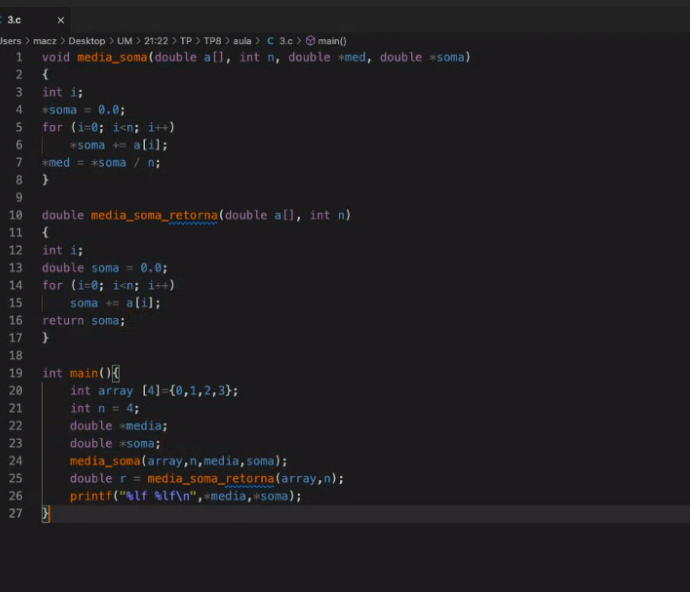 3.c ×
Users > macz > Desktop > UM > 21:22 > TP > TP8 > aula > C 3.c > main()
1 void media_soma(double a[], int n, double *med, double *soma)
2 {
3 int i;
4 *soma = 0.0;
5 for (i=0; i<n; i++)
6 *soma += a[i];
7 *med = *soma / n;
8 }
9
10 double media_soma_retorna(double a[], int n)
11 {
12 int i;
13 double soma = 0.0;
14 for (i=0; i<n; i++)
15 soma += a[i];
16 return soma;
17 }
18
19 int main(){
20 int array [4]={0,1,2,3};
21 int n = 4;
22 double *media;
23 double *soma;
24 media_soma(array,n,media,soma);
25 double r = media_soma_retorna(array,n);
26 printf("%lf %lf\n",*media,*soma);
27 }